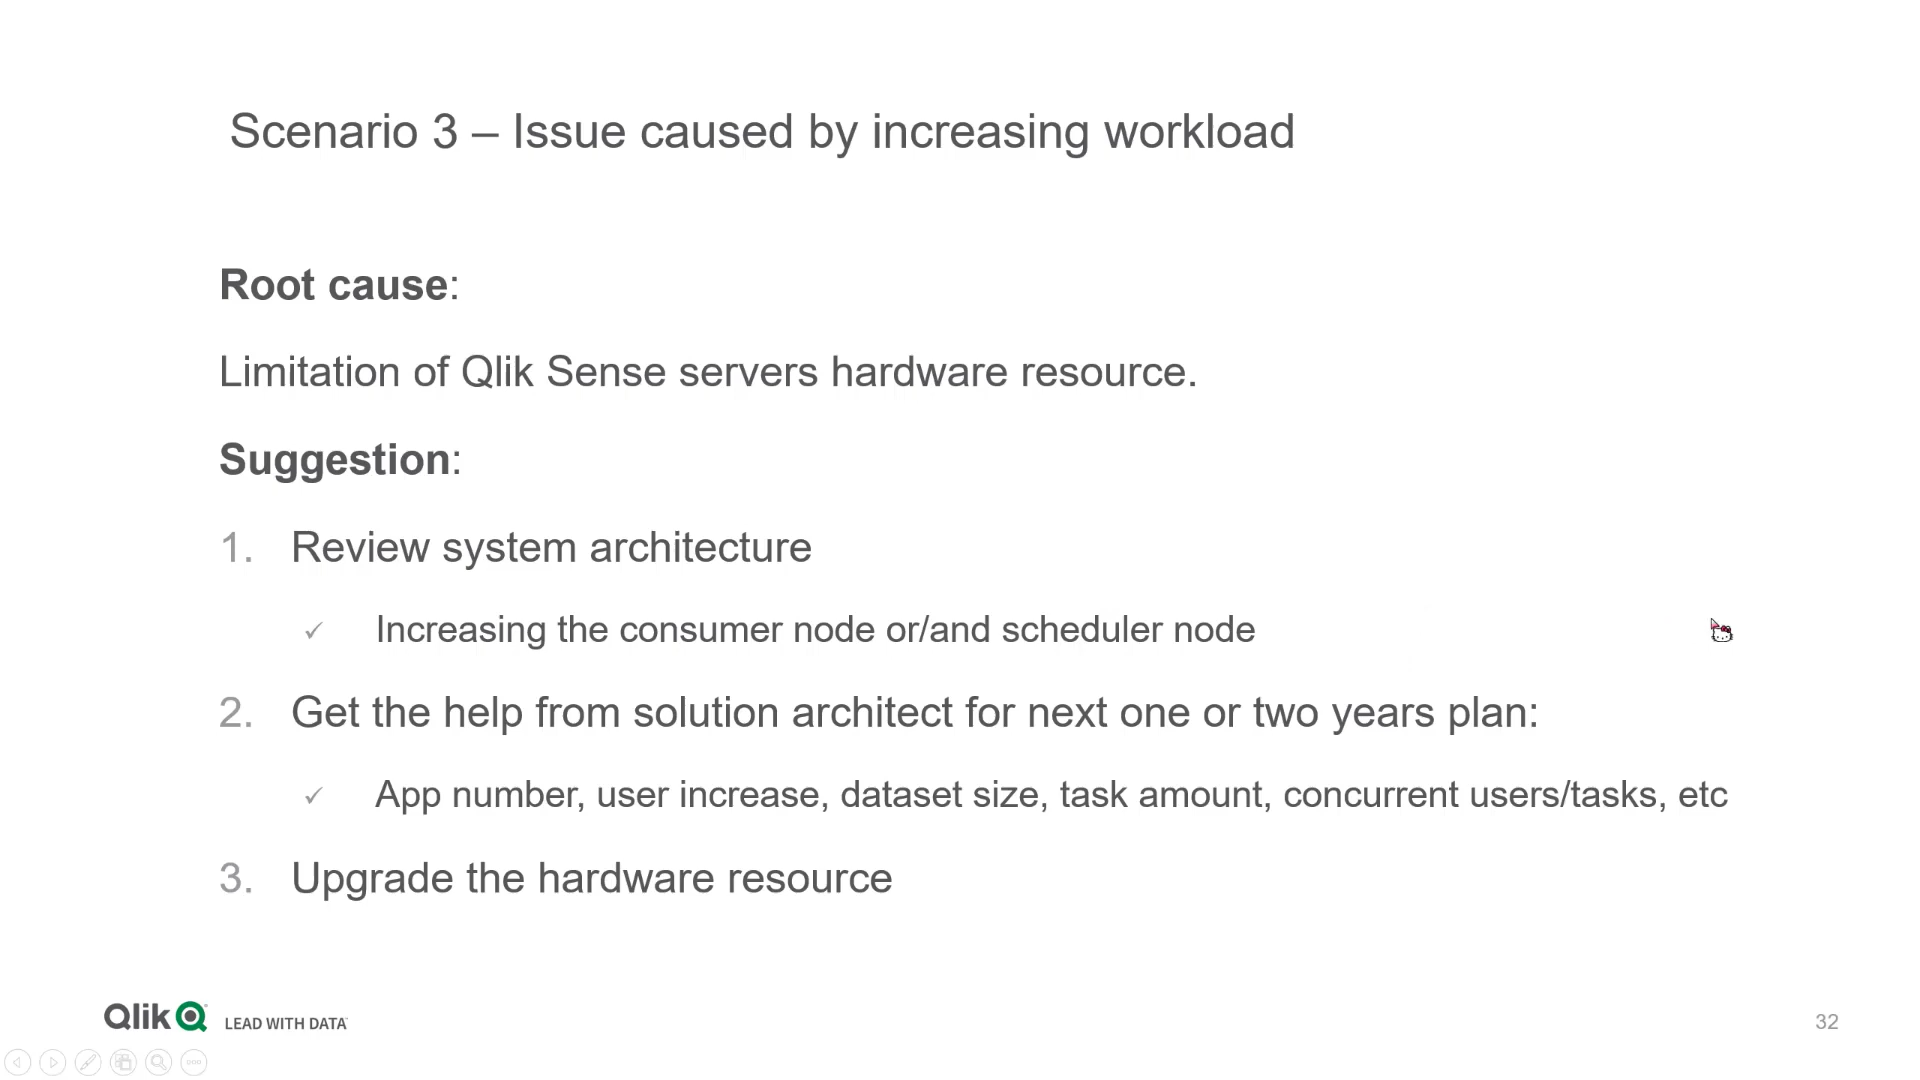 Scenario 3 – Issue caused by increasing workload
Root cause:
Limitation of Qlik Sense servers hardware resource.
Suggestion:
1. Review system architecture
✓ Increasing the consumer node or/and scheduler node
2. Get the help from solution architect for next one or two years plan:
✓ App number, user increase, dataset size, task amount, concurrent users/tasks, etc
3. Upgrade the hardware resource
Qlik LEAD WITH DATA
32